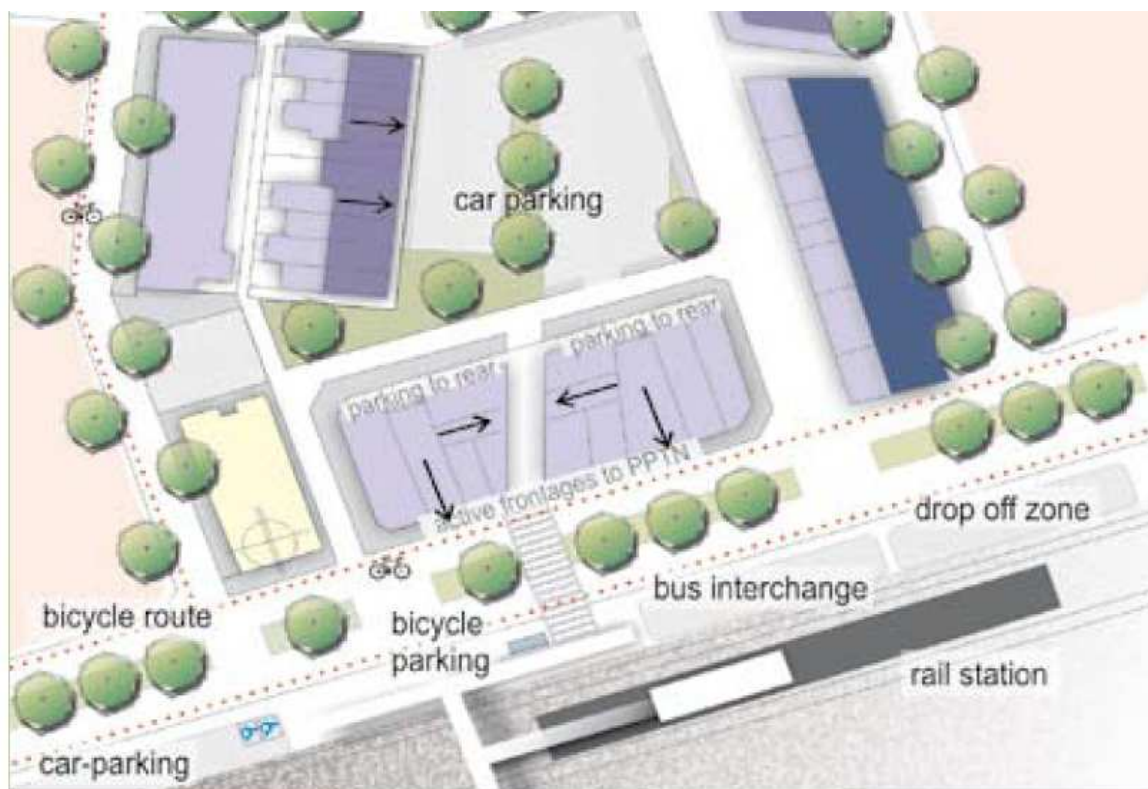 car parking
parking to rear
parking to rear
active frontages to PPTN
drop off zone
bus interchange
bicycle route
bicycle
parking
rail station
car-parking